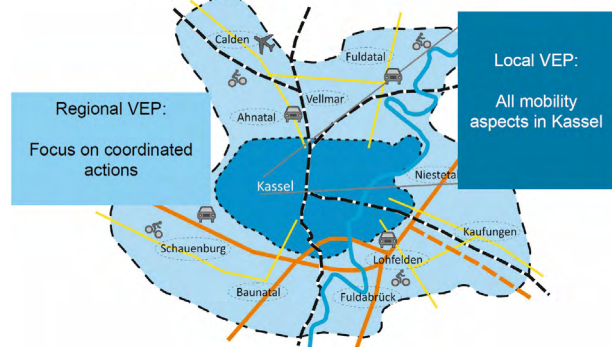 Calden
Fuldatal
Vellmar
Ahnatal
Regional VEP:
Focus on coordinated
actions
Local VEP:
All mobility
aspects in Kassel
Kassel
Schauenburg
Baunatal
Fuldabrück
Lohfelden
Kaufungen